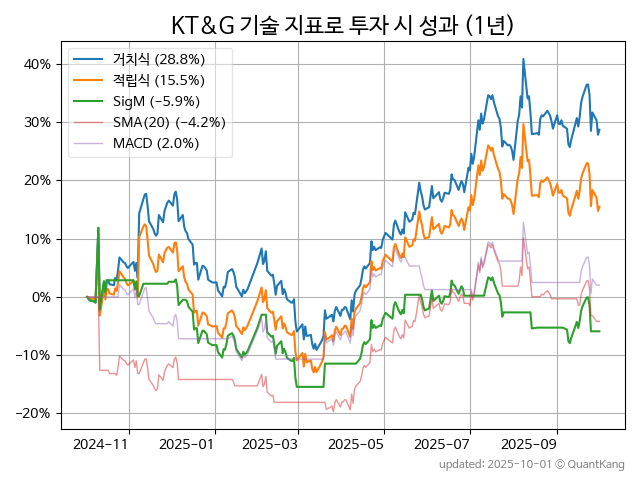 KT&G 기술 지표로 투자 시 성과 (1년)
거치식 (28.8%)
적립식 (15.5%)
SigM (−5.9%)
SMA(20) (−4.2%)
MACD (2.0%)
40%
30%
20%
10%
0%
−10%
−20%
2024-11 2025-01 2025-03 2025-05 2025-07 2025-09
updated: 2025-10-01 © QuantKang